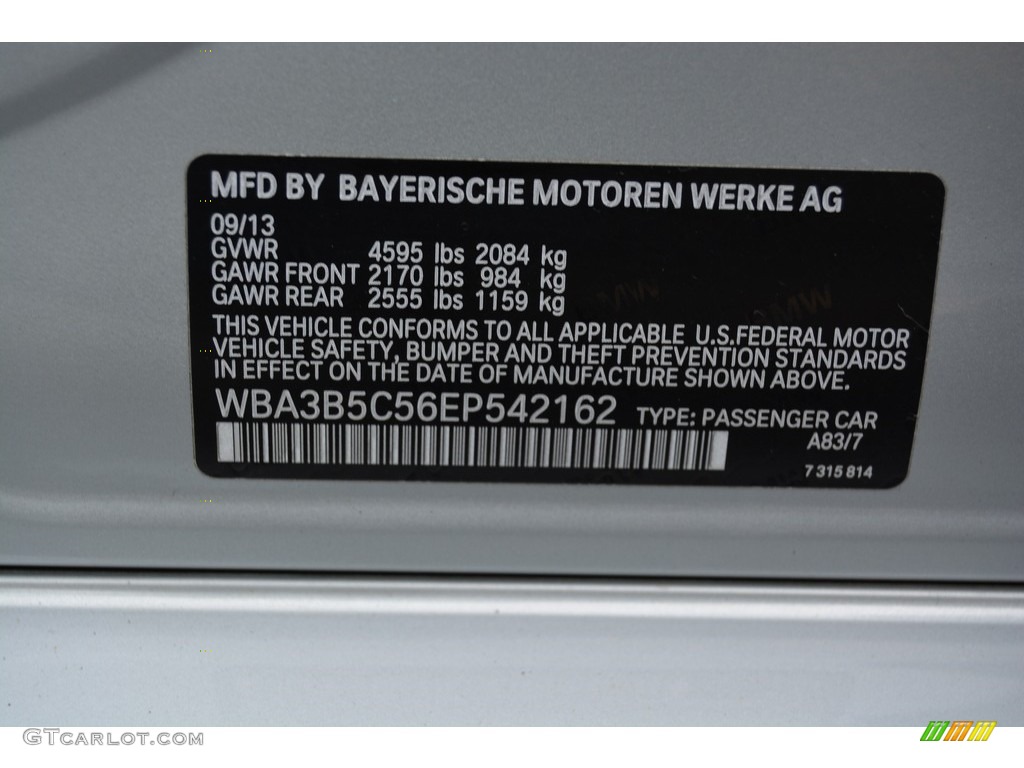 MFD BY BAYERISCHE MOTOREN WERKE AG
09/13
GVWR 4595 lbs 2084 kg
GAWR FRONT 2170 lbs 984 kg
GAWR REAR 2555 lbs 1159 kg
THIS VEHICLE CONFORMS TO ALL APPLICABLE U.S.FEDERAL MOTOR
VEHICLE SAFETY, BUMPER AND THEFT PREVENTION STANDARDS
IN EFFECT ON THE DATE OF MANUFACTURE SHOWN ABOVE.
WBA3B5C56EP542162 TYPE: PASSENGER CAR
A83/7
7 315 814
GTCARLOT.COM